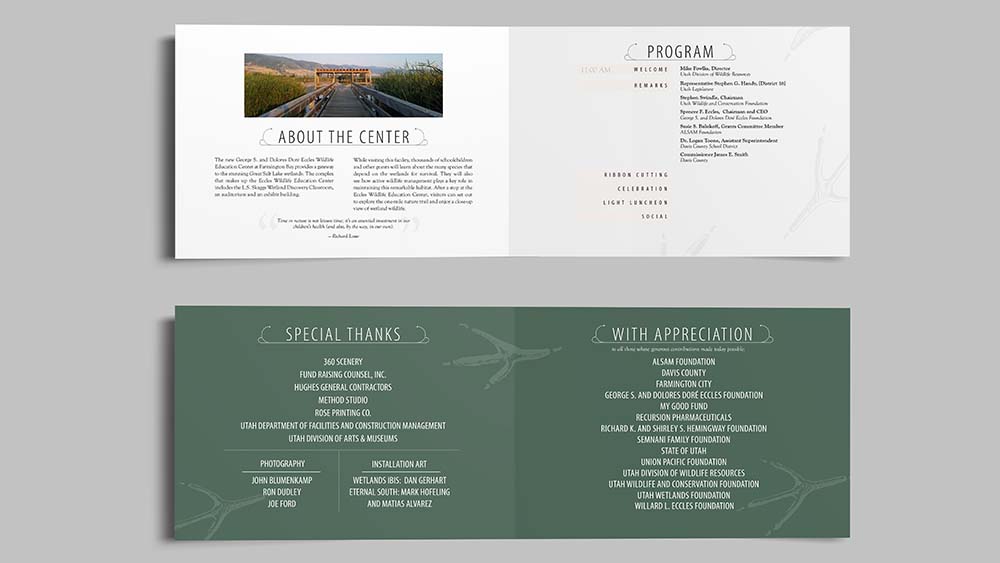 ABOUT THE CENTER
The new George S. and Dolores Doré Eccles Wildlife
Education Center at Farmington Bay provides a gateway
to the stunning Great Salt Lake wetlands. The complex
that makes up the Eccles Wildlife Education Center
includes the L.S. Skaggs Wetland Discovery Classroom,
an auditorium and an exhibit building.
While visiting this facility, thousands of schoolchildren
and other guests will learn about the many species that
depend on the wetlands for survival. They will also
see how active wildlife management plays a key role in
maintaining this remarkable habitat. After a stop at the
Eccles Wildlife Education Center, visitors can set out
to explore the one-mile nature trail and enjoy a close-up
view of wetland wildlife.
"Time in nature is not leisure time; it's an essential investment in our
children's health (and also, by the way, in our own).
— Richard Louv
PROGRAM
11:00 AM
WELCOME
Mike Fowlks, Director
Utah Division of Wildlife Resources
REMARKS
Representative Stephen G. Handy, (District 16)
Utah Legislature
Stephen Swindle, Chairman
Utah Wildlife and Conservation Foundation
Spencer F. Eccles, Chairman and CEO
George S. and Dolores Doré Eccles Foundation
Susie S. Balukoff, Grants Committee Member
ALSAM Foundation
Dr. Logan Toone, Assistant Superintendent
Davis County School District
Commissioner James E. Smith
Davis County
RIBBON CUTTING
CELEBRATION
LIGHT LUNCHEON
SOCIAL
SPECIAL THANKS
360 SCENERY
FUND RAISING COUNSEL, INC.
HUGHES GENERAL CONTRACTORS
METHOD STUDIO
ROSE PRINTING CO.
UTAH DEPARTMENT OF FACILITIES AND CONSTRUCTION MANAGEMENT
UTAH DIVISION OF ARTS & MUSEUMS
PHOTOGRAPHY
JOHN BLUMENKAMP
RON DUDLEY
JOE FORD
INSTALLATION ART
WETLANDS IBIS: DAN GERHART
ETERNAL SOUTH: MARK HOFELING
AND MATIAS ALVAREZ
WITH APPRECIATION
to all those whose generous contributions made today possible:
ALSAM FOUNDATION
DAVIS COUNTY
FARMINGTON CITY
GEORGE S. AND DOLORES DORÉ ECCLES FOUNDATION
MY GOOD FUND
RECURSION PHARMACEUTICALS
RICHARD K. AND SHIRLEY S. HEMINGWAY FOUNDATION
SEMNANI FAMILY FOUNDATION
STATE OF UTAH
UNION PACIFIC FOUNDATION
UTAH DIVISION OF WILDLIFE RESOURCES
UTAH WILDLIFE AND CONSERVATION FOUNDATION
UTAH WETLANDS FOUNDATION
WILLARD L. ECCLES FOUNDATION